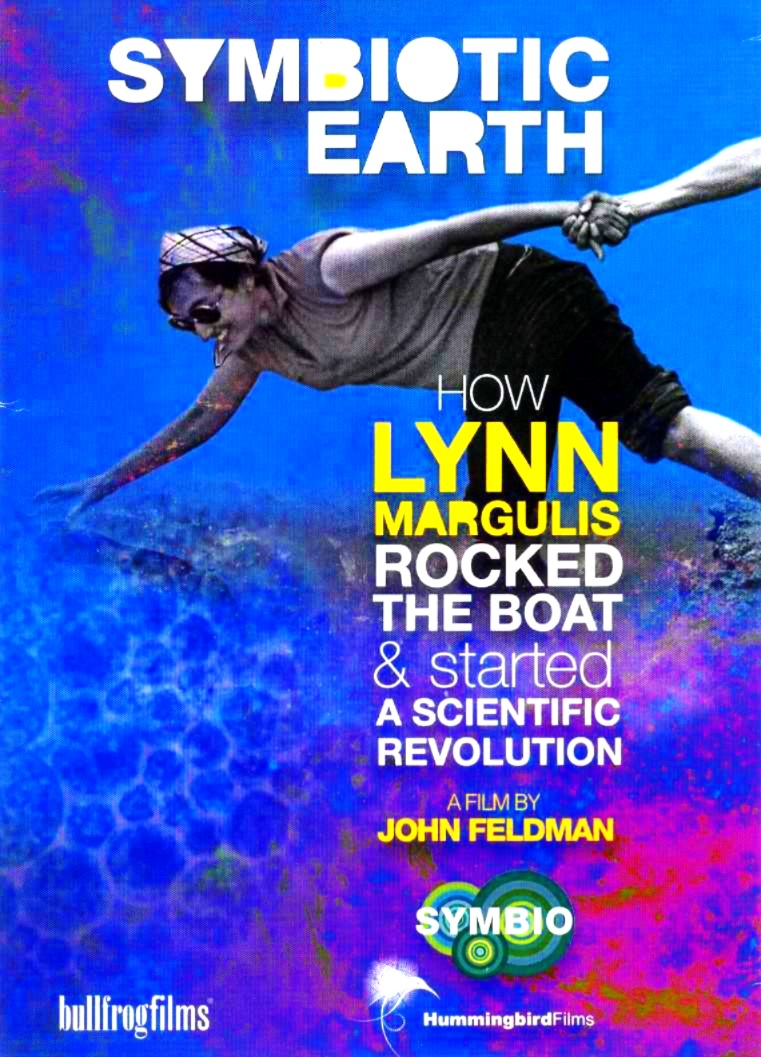 SYMBIOTIC
EARTH
HOW
LYNN
MARGULIS
ROCKED
THE BOAT
& started
A SCIENTIFIC
REVOLUTION
A FILM BY
JOHN FELDMAN
SYMBIO
bullfrogfilms®
HummingbirdFilms